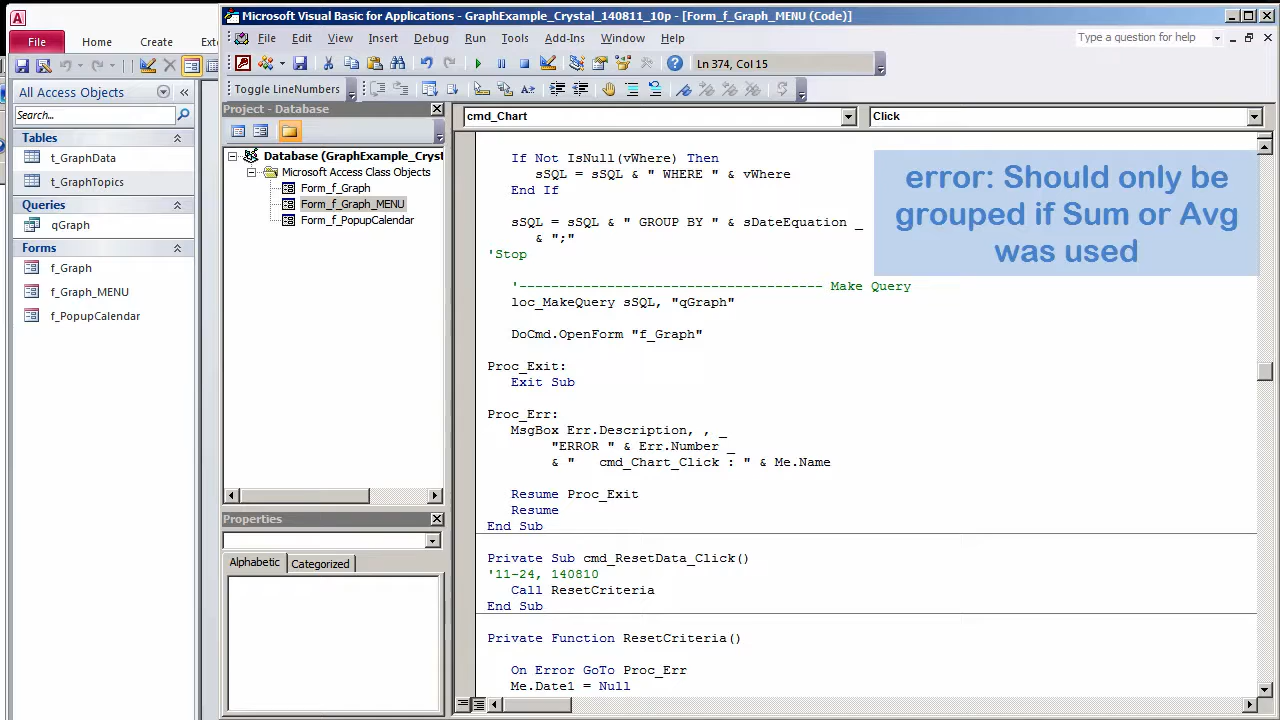 Microsoft Visual Basic for Applications - GraphExample_Crystal_140811_10p - [Form_f_Graph_MENU (Code)]
A
File Home Create Exte
File Edit View Insert Debug Run Tools Add-Ins Window Help
Type a question for help
Ln 374, Col 15
Toggle LineNumbers
All Access Objects
Search...
Tables
t_GraphData
t_GraphTopics
Queries
qGraph
Forms
f_Graph
f_Graph_MENU
f_PopupCalendar
Project - Database
Database (GraphExample_Cryst
Microsoft Access Class Objects
Form_f_Graph
Form_f_Graph_MENU
Form_f_PopupCalendar
Properties
Alphabetic Categorized
cmd_Chart
Click
If Not IsNull(vWhere) Then
sSQL = sSQL & " WHERE " & vWhere
End If
sSQL = sSQL & " GROUP BY " & sDateEquation _
& ";"
'Stop
'-------------------------------------- Make Query
loc_MakeQuery sSQL, "qGraph"
DoCmd.OpenForm "f_Graph"
Proc_Exit:
Exit Sub
Proc_Err:
MsgBox Err.Description, , _
"ERROR " & Err.Number _
& "   cmd_Chart_Click : " & Me.Name
Resume Proc_Exit
Resume
End Sub
Private Sub cmd_ResetData_Click()
'11-24, 140810
Call ResetCriteria
End Sub
Private Function ResetCriteria()
On Error GoTo Proc_Err
Me.Date1 = Null
error: Should only be
grouped if Sum or Avg
was used